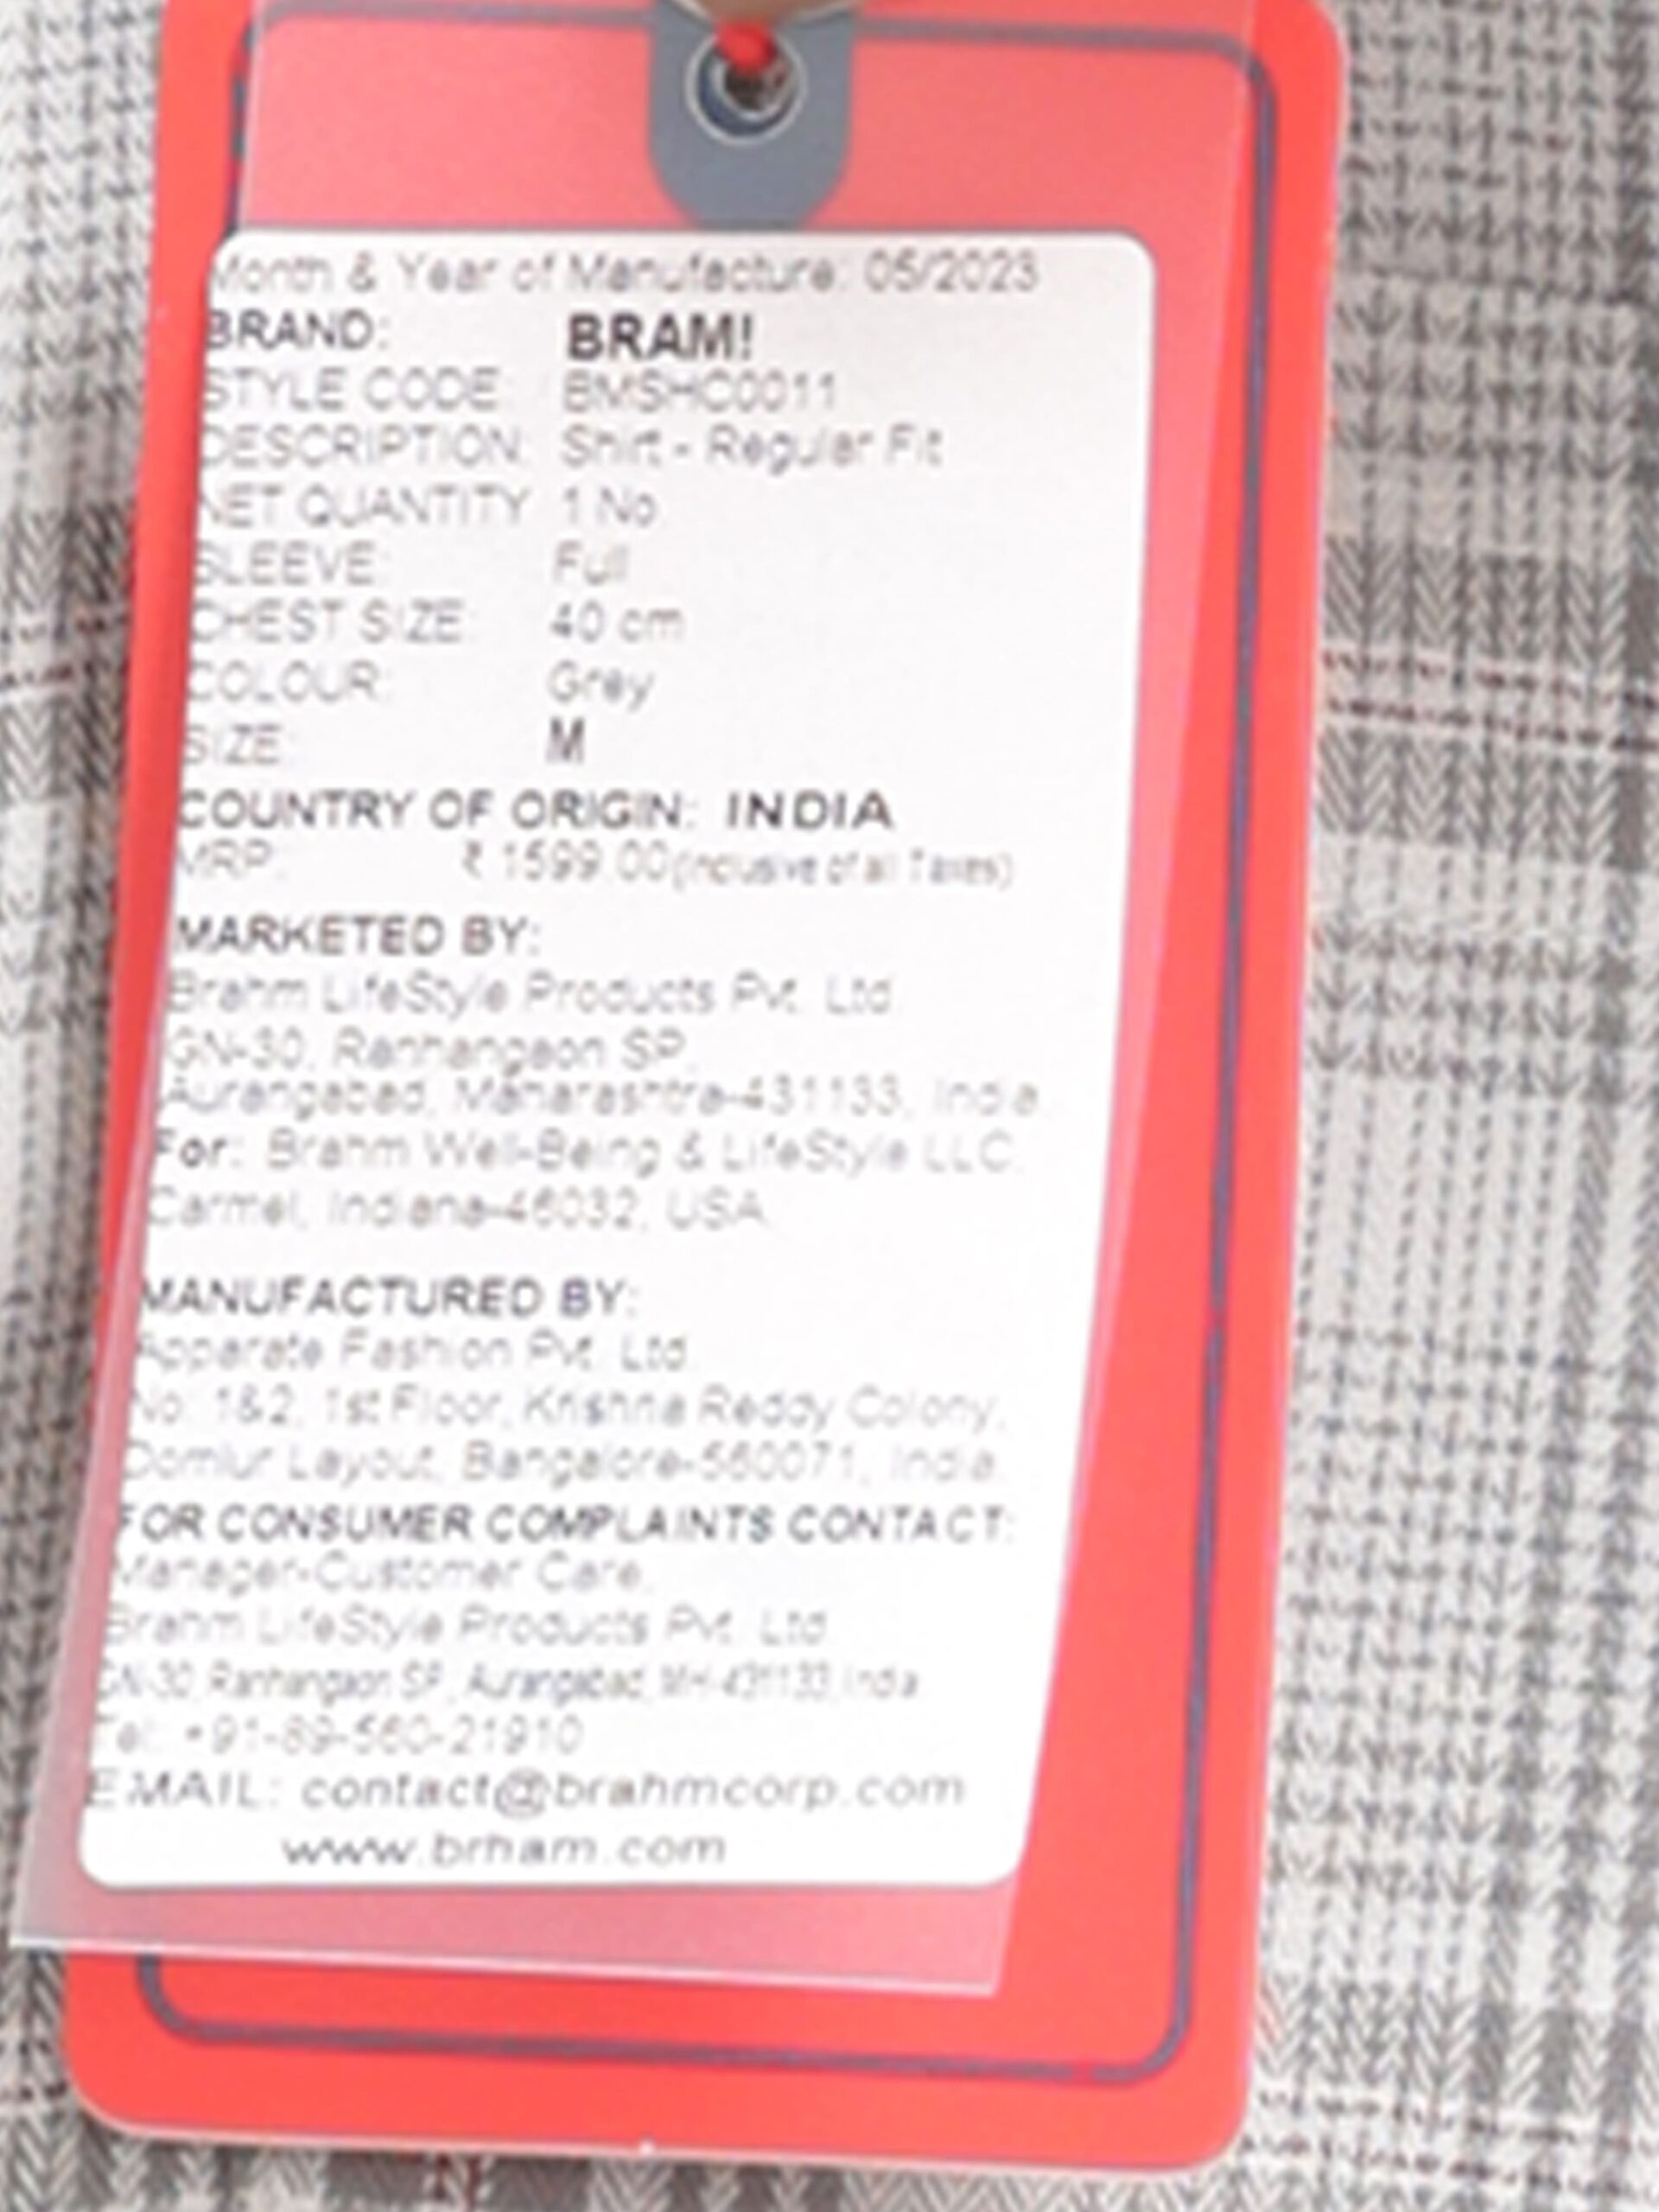 Month & Year of Manufacture: 05/2023
BRAND: BRAM!
STYLE CODE: BMSHC0011
DESCRIPTION: Shirt - Regular Fit
NET QUANTITY 1 No
SLEEVE: Full
CHEST SIZE: 40 cm
COLOUR: Grey
SIZE: M
COUNTRY OF ORIGIN: INDIA
MRP: ₹ 1599.00 (inclusive of all Taxes)
MARKETED BY:
Brahm LifeStyle Products Pvt. Ltd.
GN-30, Ranhangaon SP,
Aurangabad, Maharashtra-431133, India.
For: Brahm Well-Being & LifeStyle LLC.
Carmel, Indiana-46032, USA.
MANUFACTURED BY:
Apparate Fashion Pvt. Ltd.
No. 1&2, 1st Floor, Krishna Reddy Colony,
Domlur Layout, Bangalore-560071, India.
FOR CONSUMER COMPLAINTS CONTACT:
Manager-Customer Care,
Brahm LifeStyle Products Pvt. Ltd.
GN-30, Ranhangaon SP, Aurangabad, MH-431133, India.
Tel: +91-89-560-21910
EMAIL: contact@brahmcorp.com
www.brham.com